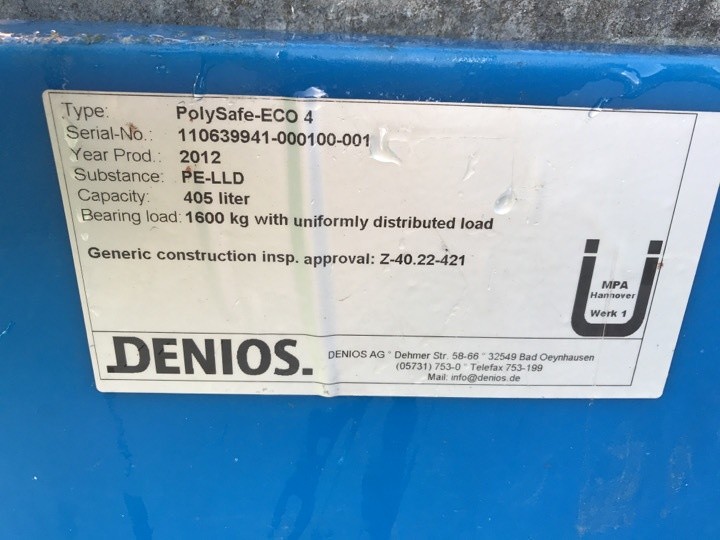 Type: PolySafe-ECO 4
Serial-No.: 110639941-000100-001
Year Prod.: 2012
Substance: PE-LLD
Capacity: 405 liter
Bearing load: 1600 kg with uniformly distributed load
Generic construction insp. approval: Z-40.22-421
MPA
Hannover
Werk 1
DENIOS.
DENIOS AG ° Dehmer Str. 58-66 ° 32549 Bad Oeynhausen
(05731) 753-0 ° Telefax 753-199
Mail: info@denios.de